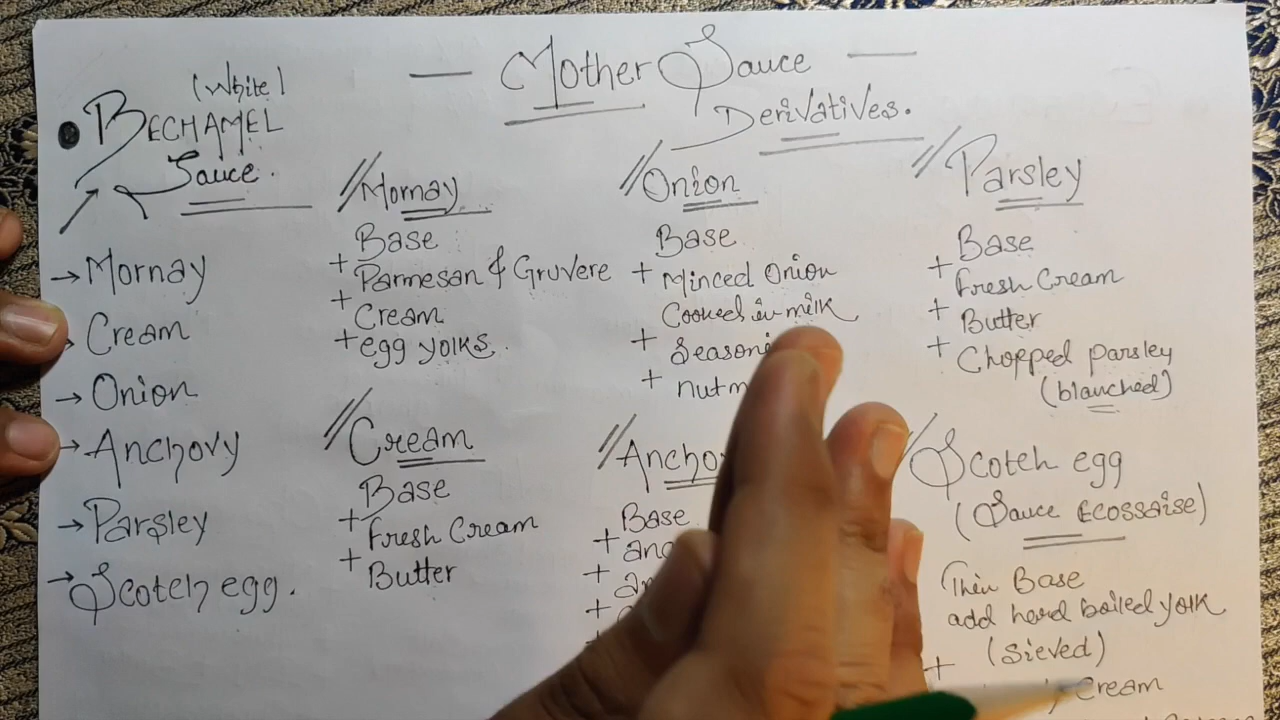 Mother Sauce
Derivatives.
(White)
BECHAMEL
Sauce.
→ Mornay
Cream
→ Onion
→ Anchovy
→ Parsley
→ Scotch egg.
Mornay
Base
+ Parmesan & Gruvere
+ Cream
+ egg yolks.
Cream
Base
+ Fresh Cream
+ Butter
Onion
Base
+ Minced Onion
Cooked in milk
+
+
Base
+
+
+
Parsley
Base
+ Fresh Cream
+ Butter
+ Chopped parsley
(blanched)
Scotch egg
(Sauce Ecossaise)
Thin Base
add hard boiled yolk
(Sieved)
+ Cream